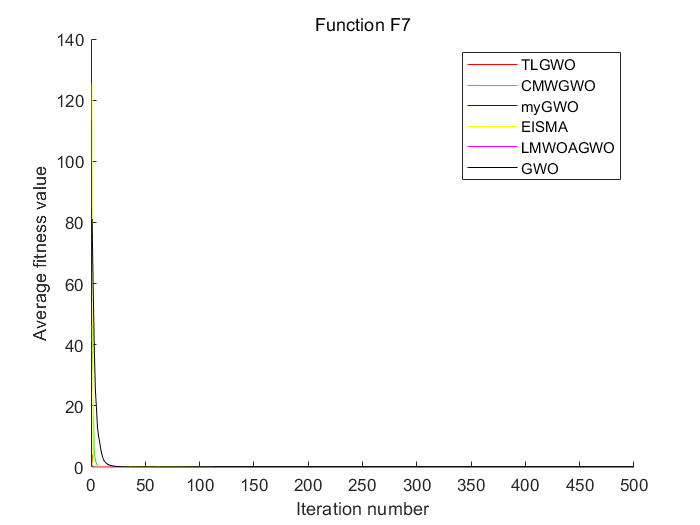 Function F7
140
120
100
80
60
40
20
0
Average fitness value
TLGWO
CMWGWO
myGWO
EISMA
LMWOAGWO
GWO
0 50 100 150 200 250 300 350 400 450 500
Iteration number